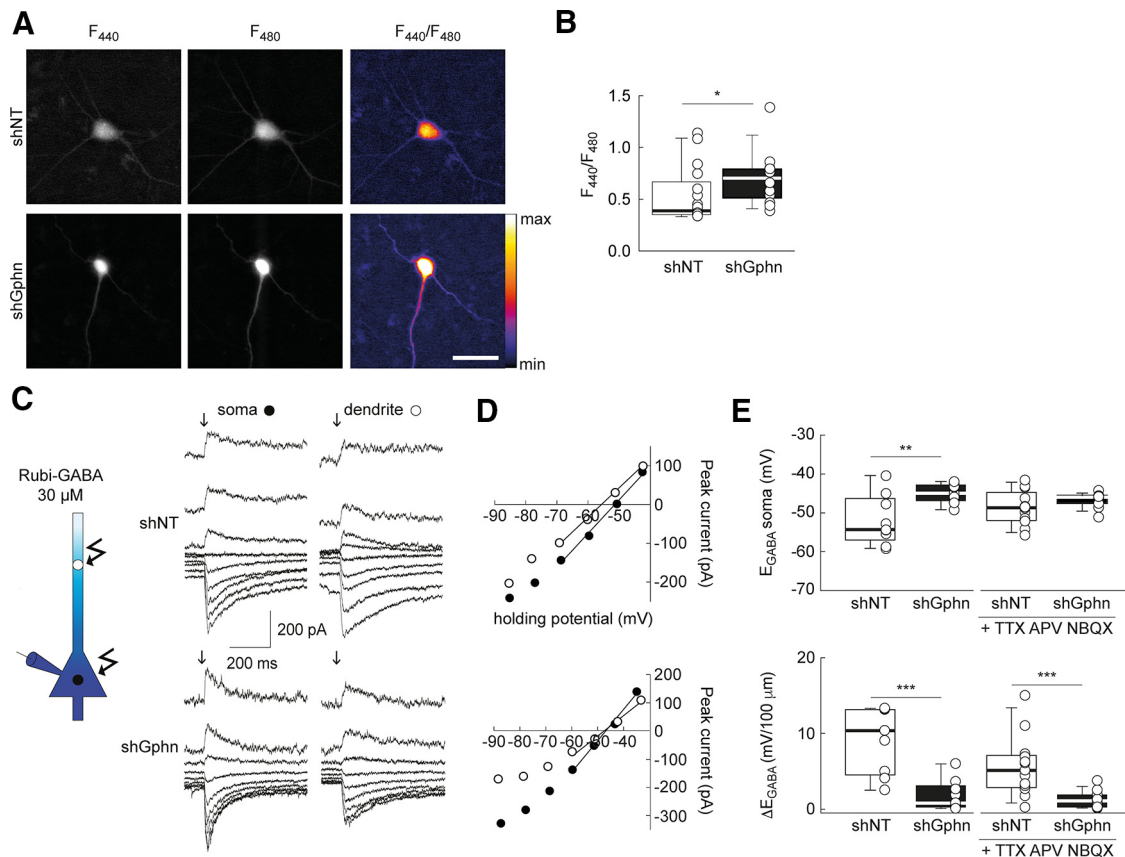 A
F440
F480
F440/F480
shNT
shGphn
max
min
B
*
F440/F480
1.5
1.0
0.5
0.0
shNT shGphn
C
soma
dendrite
Rubi-GABA
30 µM
shNT
200 pA
200 ms
shGphn
D
100
0
-100
-200
-90 -80 -70 -60 -50
Peak current (pA)
holding potential (mV)
200
100
0
-100
-200
-300
-90 -80 -70 -60 -50 -40
Peak current (pA)
E
**
EGABA soma (mV)
-30
-40
-50
-60
-70
shNT shGphn shNT shGphn
+ TTX APV NBQX
*** ***
ΔEGABA (mV/100 µm)
20
10
0
shNT shGphn shNT shGphn
+ TTX APV NBQX